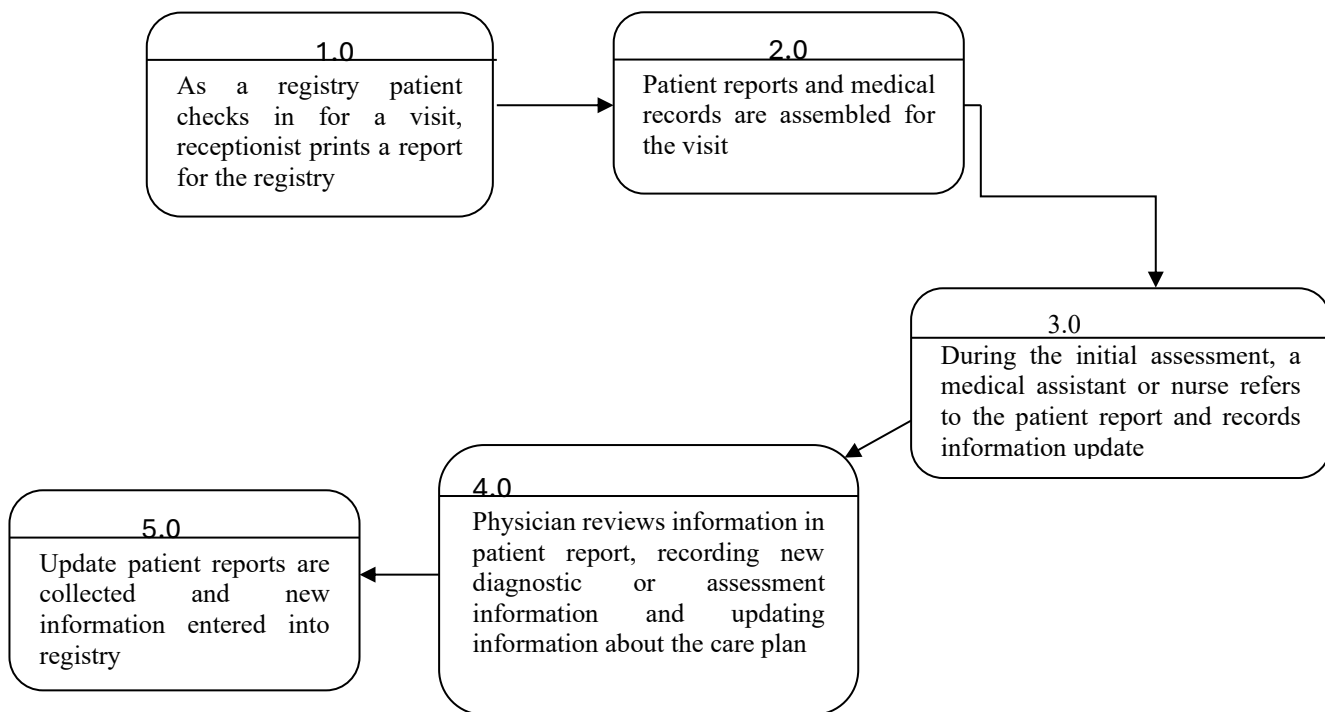 1.0
As a registry patient
checks in for a visit,
receptionist prints a report
for the registry
2.0
Patient reports and medical
records are assembled for
the visit
3.0
During the initial assessment, a
medical assistant or nurse refers
to the patient report and records
information update
4.0
Physician reviews information in
patient report, recording new
diagnostic or assessment
information and updating
information about the care plan
5.0
Update patient reports are
collected and new
information entered into
registry